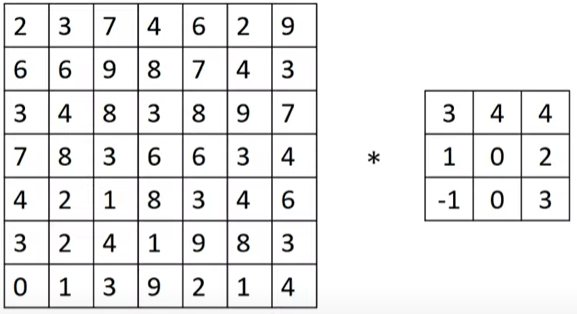 2 3 7 4 6 2 9
6 6 9 8 7 4 3
3 4 8 3 8 9 7 3 4 4
7 8 3 6 6 3 4 * 1 0 2
4 2 1 8 3 4 6 -1 0 3
3 2 4 1 9 8 3
0 1 3 9 2 1 4